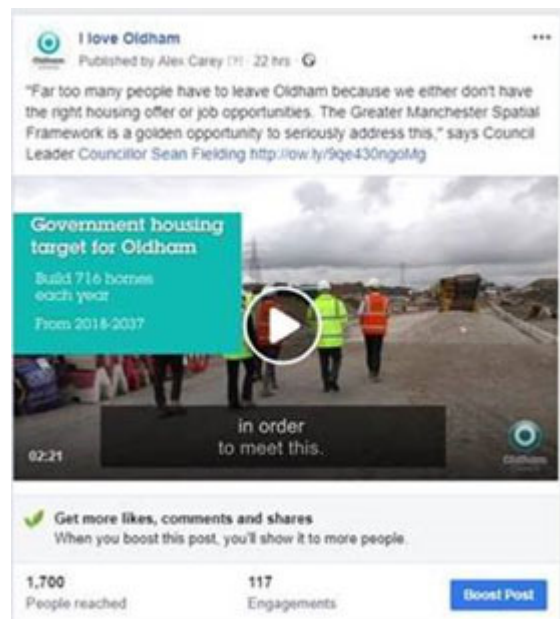 I love Oldham
Published by Alex Carey [?] · 22 hrs ·
"Far too many people have to leave Oldham because we either don't have
the right housing offer or job opportunities. The Greater Manchester Spatial
Framework is a golden opportunity to seriously address this," says Council
Leader Councillor Sean Fielding http://ow.ly/9qe430ngoMg
Government housing
target for Oldham
Build 716 homes
each year
From 2018-2037
in order
to meet this.
02:21
Oldham
Get more likes, comments and shares
When you boost this post, you'll show it to more people.
1,700
People reached
117
Engagements
Boost Post